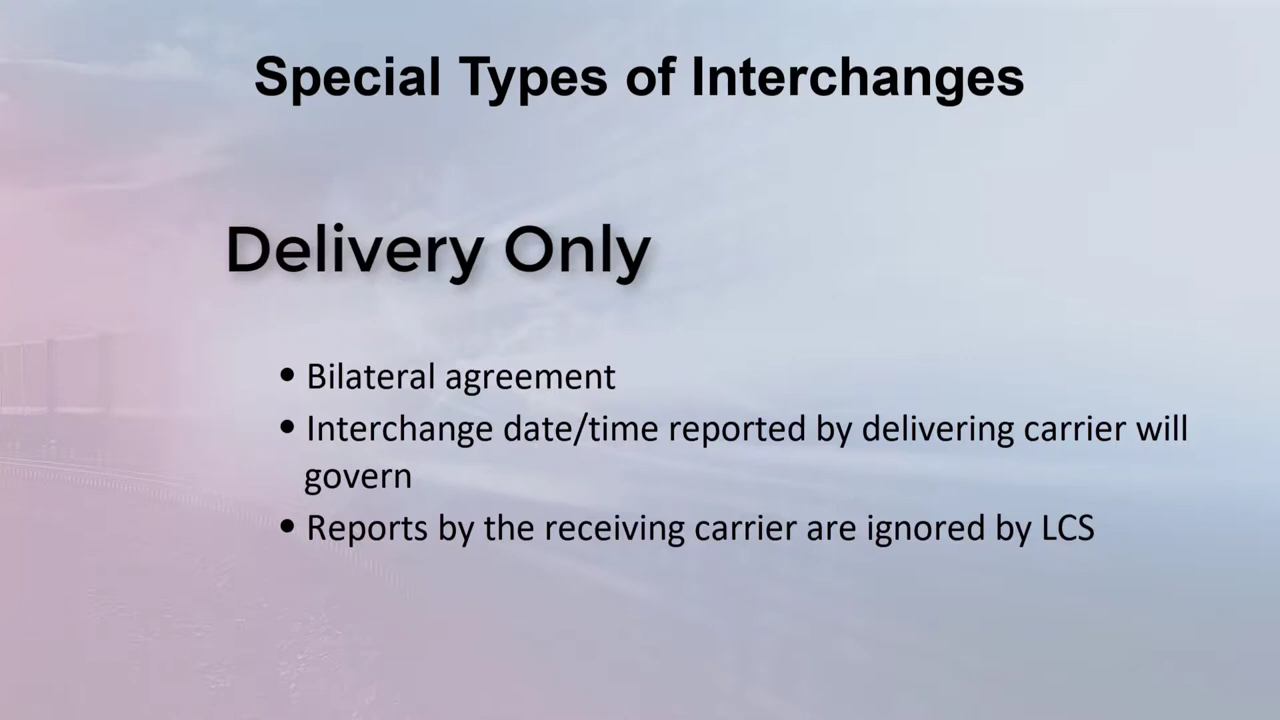 Special Types of Interchanges
Delivery Only
• Bilateral agreement
• Interchange date/time reported by delivering carrier will
govern
• Reports by the receiving carrier are ignored by LCS